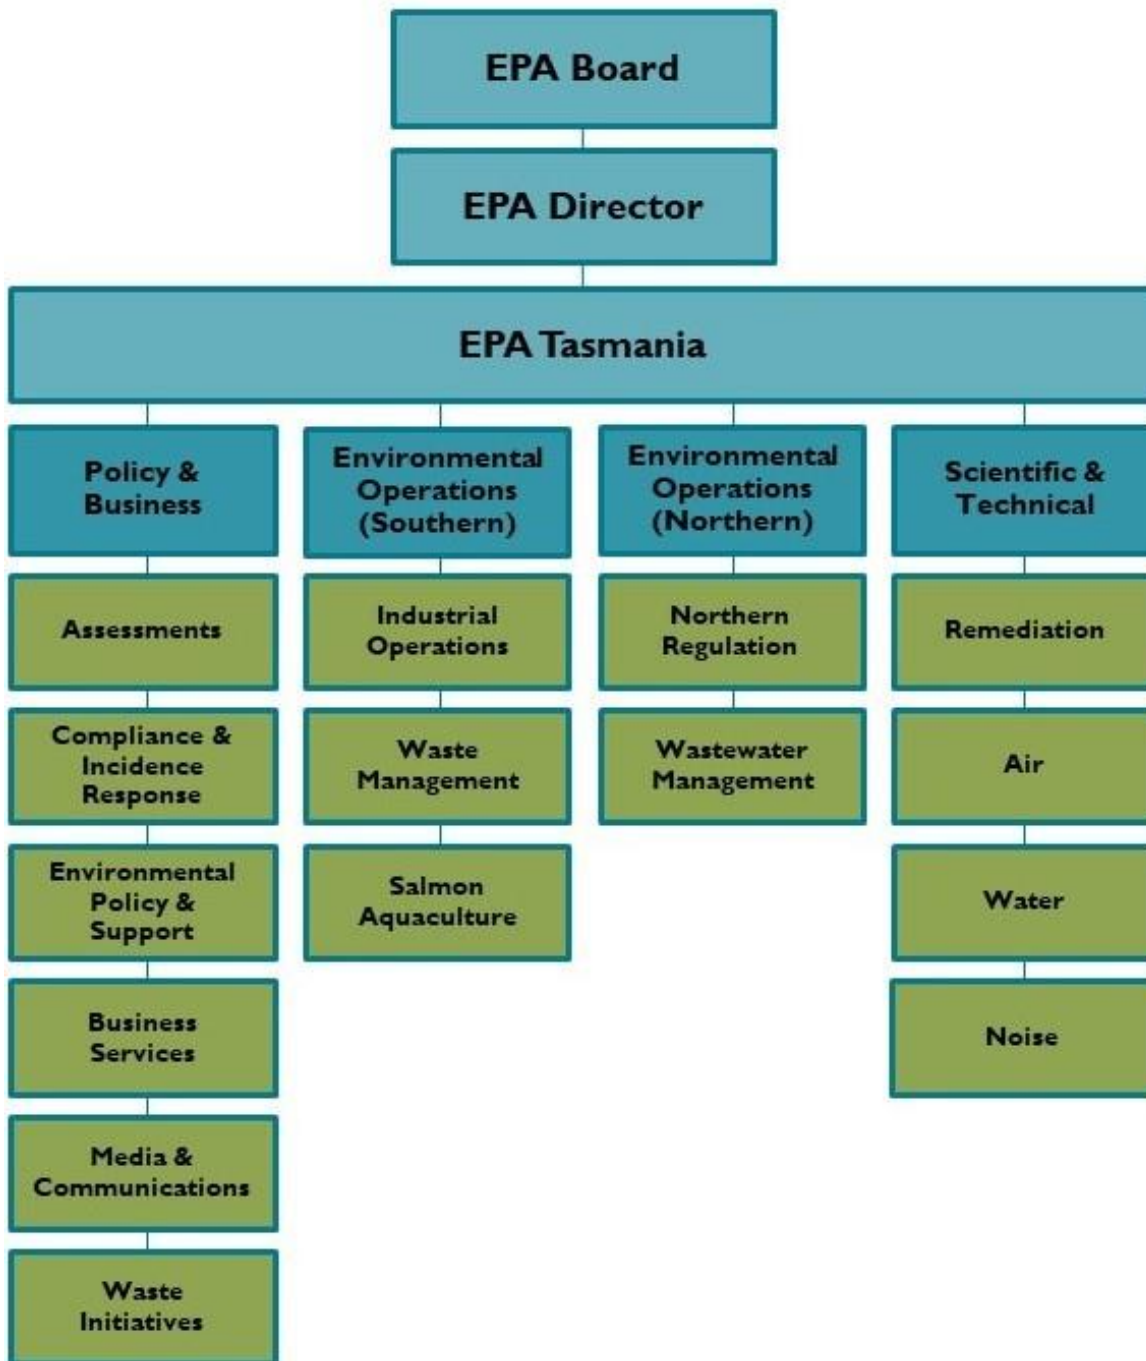 EPA Board
EPA Director
EPA Tasmania
Policy &
Business
Assessments
Compliance &
Incidence
Response
Environmental
Policy &
Support
Business
Services
Media &
Communications
Waste
Initiatives
Environmental
Operations
(Southern)
Industrial
Operations
Waste
Management
Salmon
Aquaculture
Environmental
Operations
(Northern)
Northern
Regulation
Wastewater
Management
Scientific &
Technical
Remediation
Air
Water
Noise